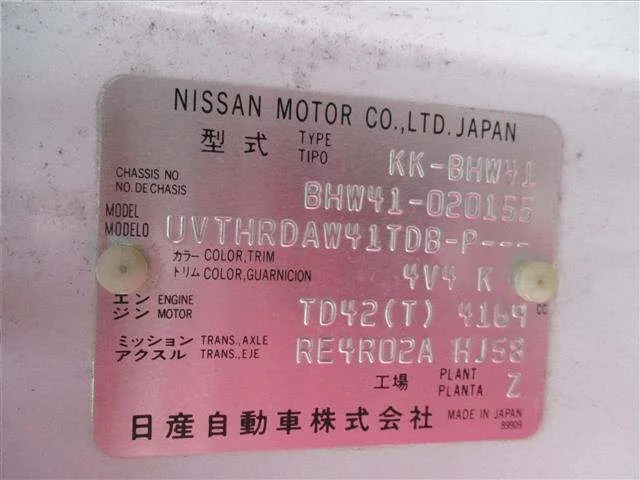 NISSAN MOTOR CO.,LTD. JAPAN
型式 TYPE TIPO KK-BHW41
CHASSIS NO NO. DE CHASIS BHW41-020155
MODEL MODELO UVTHRDAW41TDB-P---
カラー COLOR,TRIM トリム COLOR,GUARNICION 4V4 K
エンジン ENGINE MOTOR TD42(T) 4169 CC
ミッション TRANS.,AXLE アクスル TRANS.,EJE RE4R02A HJ58
工場 PLANT PLANTA Z
日産自動車株式会社 MADE IN JAPAN
89909